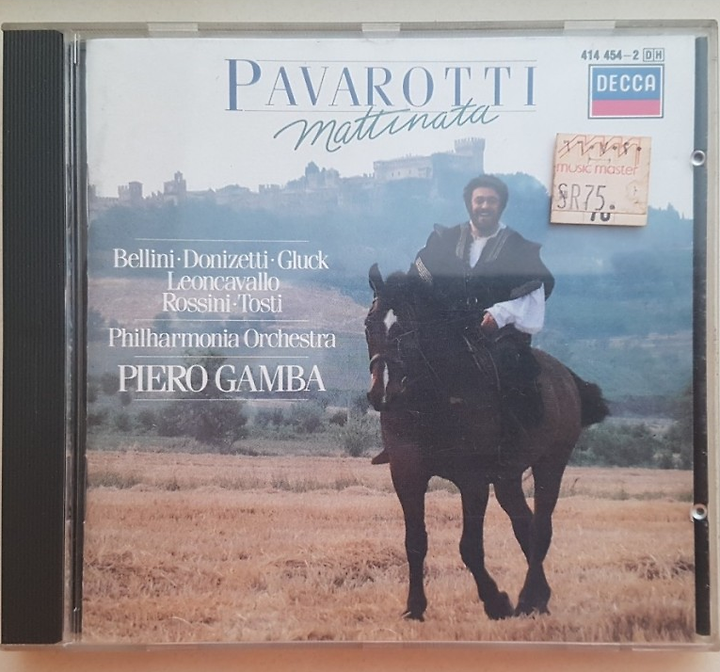 414 454-2 DH
DECCA
PAVAROTTI
Mattinata
music master
SR75.
Bellini·Donizetti·Gluck
Leoncavallo
Rossini·Tosti
Philharmonia Orchestra
PIERO GAMBA